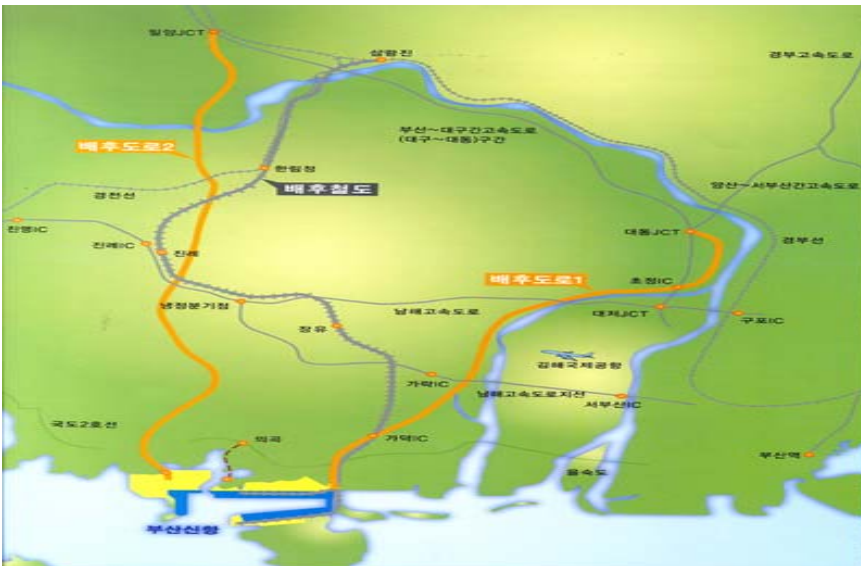 밀양JCT
삼랑진
경부고속도로
부산~대구간고속도로
(대구~대동)구간
배후도로2
한림정
배후철도
경전선
양산~서부산간고속도로
진영IC
진례IC
진례
대동JCT
경부선
배후도로1
초정IC
냉정분기점
남해고속도로
대저JCT
구포IC
장유
김해국제공항
가락IC
남해고속도로지선
서부산IC
국도2호선
의곡
가덕IC
을숙도
부산역
부산신항